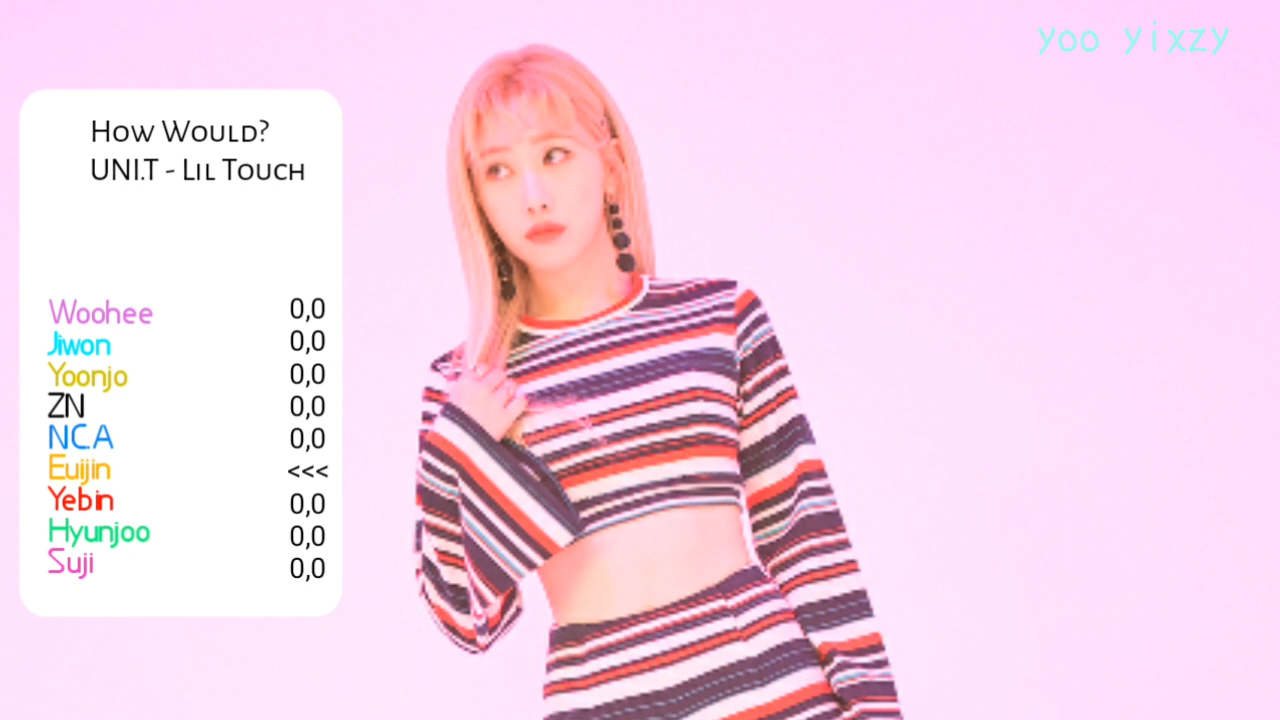 yoo yixzy
How Would?
UNI.T - Lil Touch
Woohee 0,0
Jiwon 0,0
Yoonjo 0,0
ZN 0,0
NC.A 0,0
Euijin <<<
Yebin 0,0
Hyunjoo 0,0
Suji 0,0